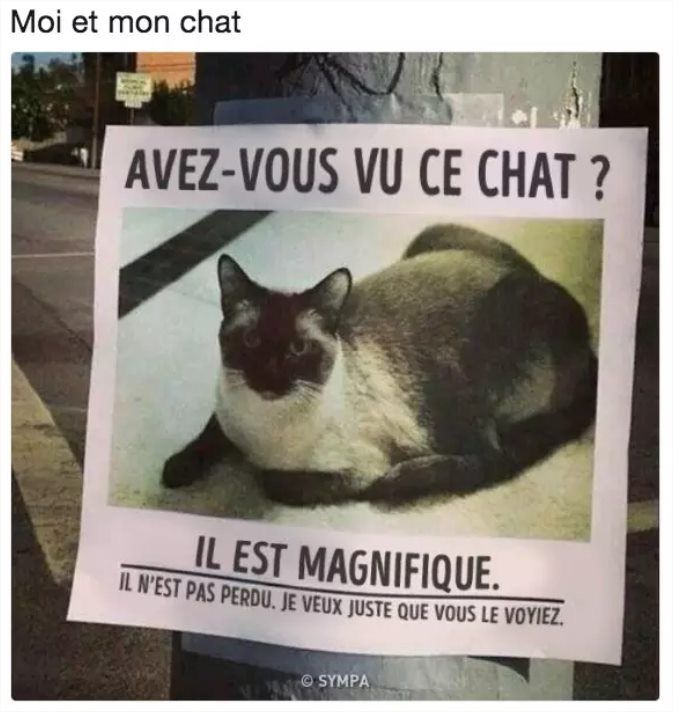 Moi et mon chat
AVEZ-VOUS VU CE CHAT ?
IL EST MAGNIFIQUE.
IL N'EST PAS PERDU. JE VEUX JUSTE QUE VOUS LE VOYIEZ.
© SYMPA